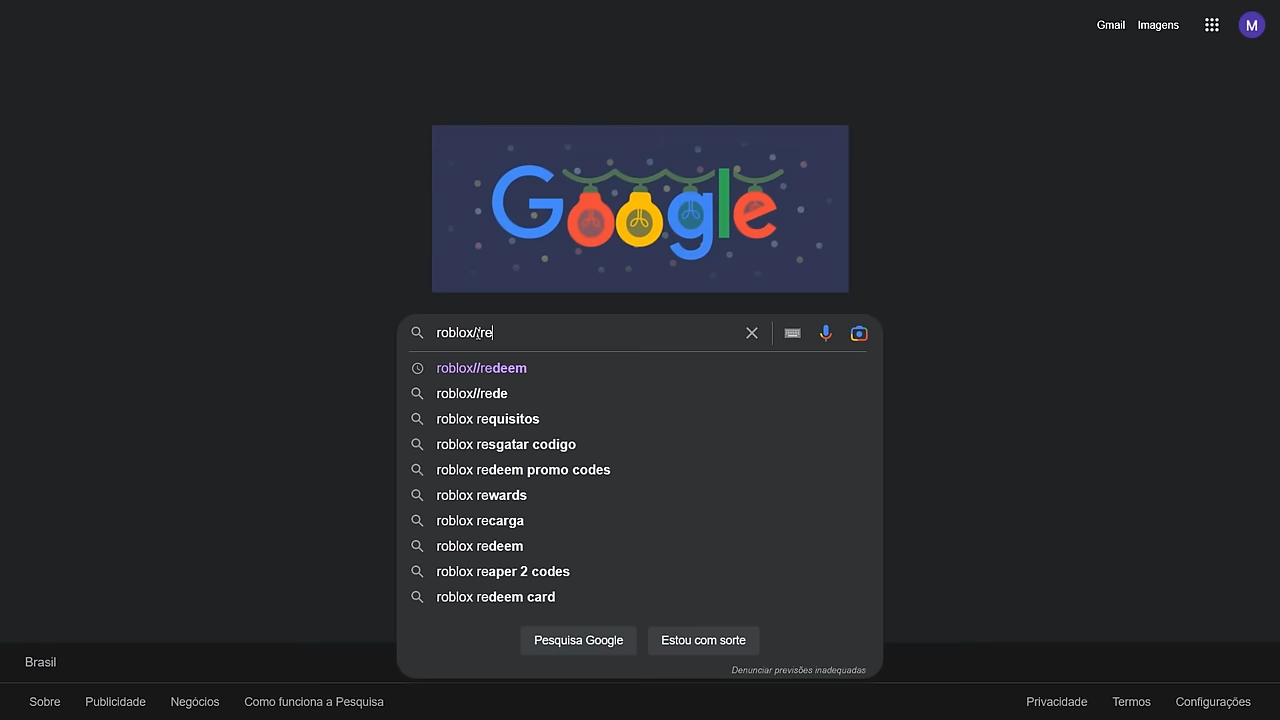 Gmail Imagens M
Google
roblox//re
roblox//redeem
roblox//rede
roblox requisitos
roblox resgatar codigo
roblox redeem promo codes
roblox rewards
roblox recarga
roblox redeem
roblox reaper 2 codes
roblox redeem card
Pesquisa Google Estou com sorte
Denunciar previsões inadequadas
Brasil
Sobre Publicidade Negócios Como funciona a Pesquisa Privacidade Termos Configurações